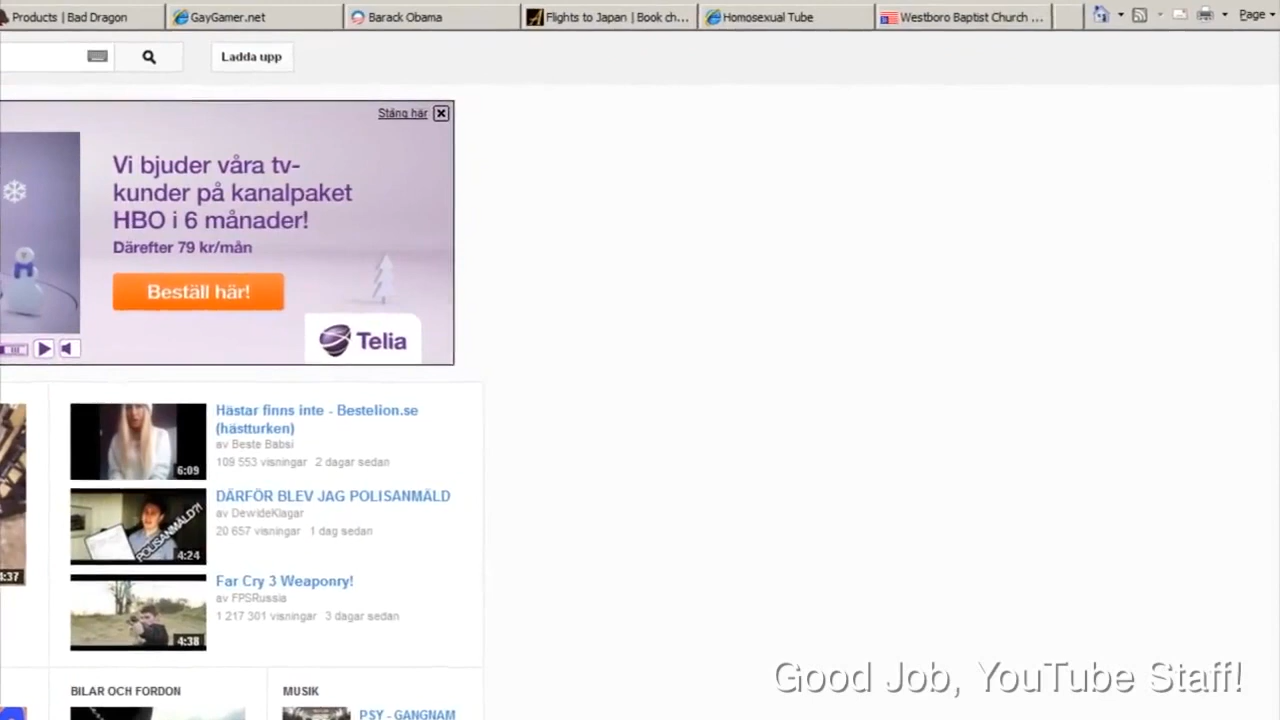 Products | Bad Dragon
GayGamer.net
Barack Obama
Flights to Japan | Book ch...
Homosexual Tube
Westboro Baptist Church ...
Page
Ladda upp
Stäng här
Vi bjuder våra tv-
kunder på kanalpaket
HBO i 6 månader!
Därefter 79 kr/mån
Beställ här!
Telia
Hästar finns inte - Bestelion.se
(hästturken)
av Beste Babsi
109 553 visningar 2 dagar sedan
6:09
DÄRFÖR BLEV JAG POLISANMÄLD
av DewideKlagar
20 657 visningar 1 dag sedan
POLISANMÄLD?!
4:24
4:37
Far Cry 3 Weaponry!
av FPSRussia
1 217 301 visningar 3 dagar sedan
4:38
Good Job, YouTube Staff!
BILAR OCH FORDON
MUSIK
PSY - GANGNAM